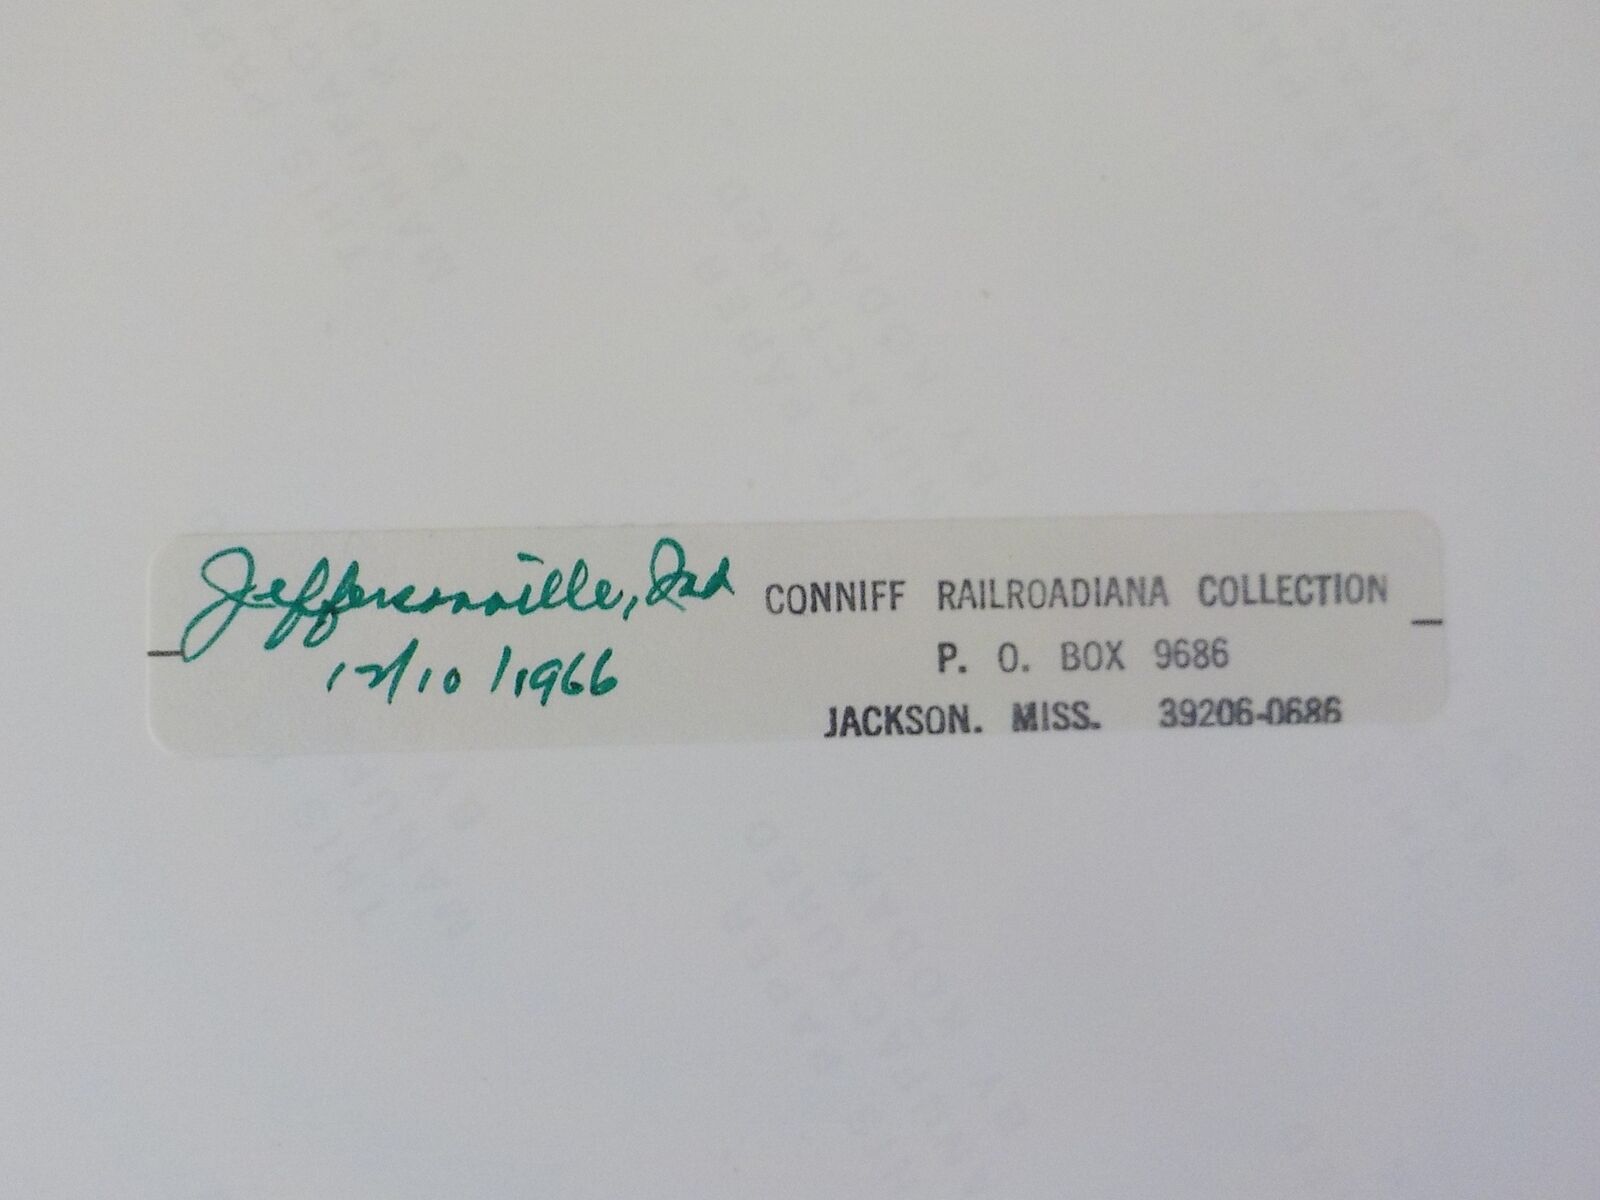 Jeffersonville, Ind
12/10/1966
CONNIFF RAILROADIANA COLLECTION
P. O. BOX 9686
JACKSON. MISS. 39206-0686